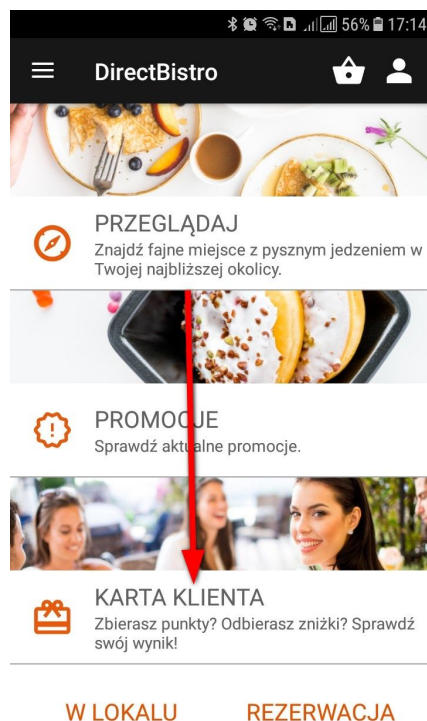 56% 17:14
DirectBistro
PRZEGLĄDAJ
Znajdź fajne miejsce z pysznym jedzeniem w
Twojej najbliższej okolicy.
PROMOCJE
Sprawdź aktualne promocje.
KARTA KLIENTA
Zbierasz punkty? Odbierasz zniżki? Sprawdź
swój wynik!
W LOKALU REZERWACJA